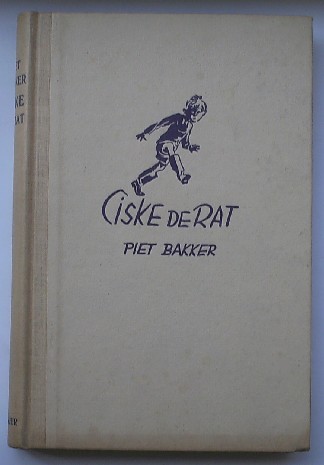 CISKE DE RAT
PIET BAKKER